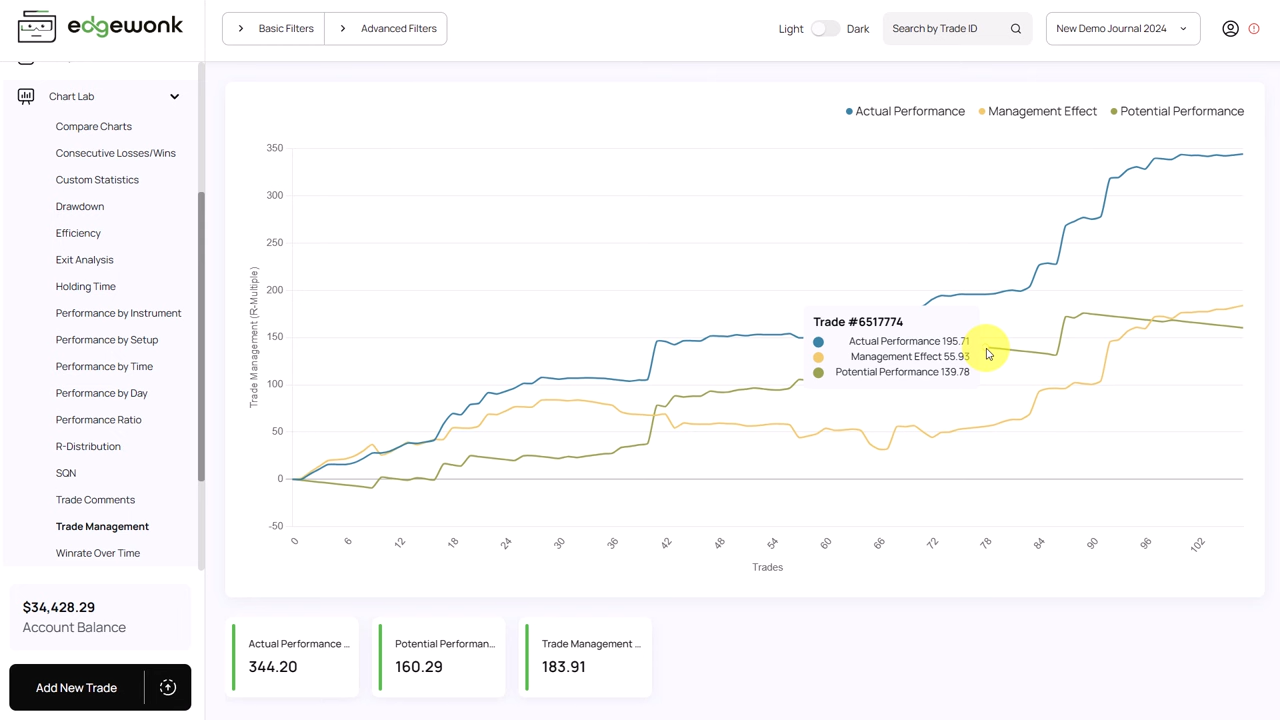 edgewonk
Basic Filters
Advanced Filters
Light
Dark
Search by Trade ID
New Demo Journal 2024
Chart Lab
Compare Charts
Consecutive Losses/Wins
Custom Statistics
Drawdown
Efficiency
Exit Analysis
Holding Time
Performance by Instrument
Performance by Setup
Performance by Time
Performance by Day
Performance Ratio
R-Distribution
SQN
Trade Comments
Trade Management
Winrate Over Time
$34,428.29
Account Balance
Add New Trade
Actual Performance
Management Effect
Potential Performance
Trade Management (R-Multiple)
350
300
250
200
150
100
50
0
-50
0
6
12
18
24
30
36
42
48
54
60
66
72
78
84
90
96
102
Trades
Trade #6517774
Actual Performance 195.71
Management Effect 55.93
Potential Performance 139.78
Actual Performance ...
344.20
Potential Performan...
160.29
Trade Management ...
183.91